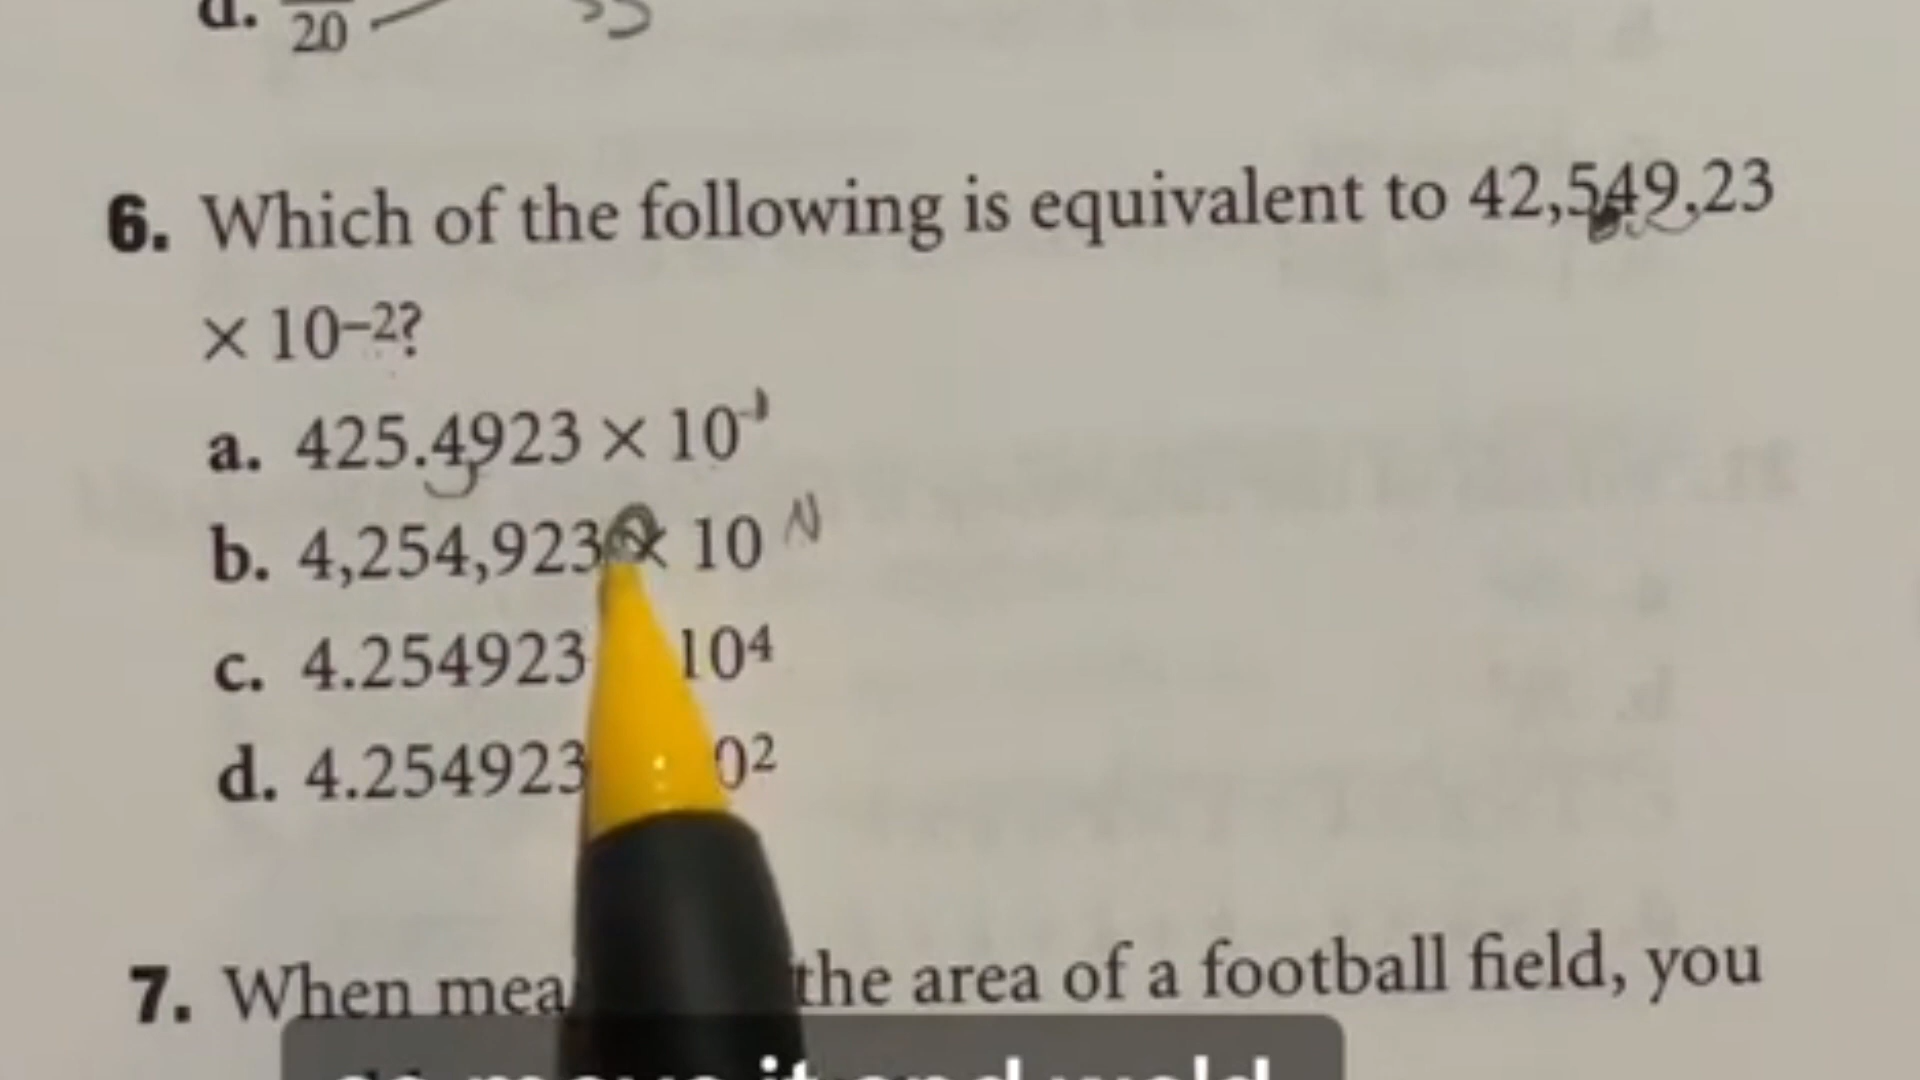 d. 20
6. Which of the following is equivalent to 42,549,23
× 10⁻²?
a. 425.4923 × 10⁻¹
b. 4,254,923 × 10 N
c. 4.254923 10⁴
d. 4.254923 0²
7. When mea the area of a football field, you